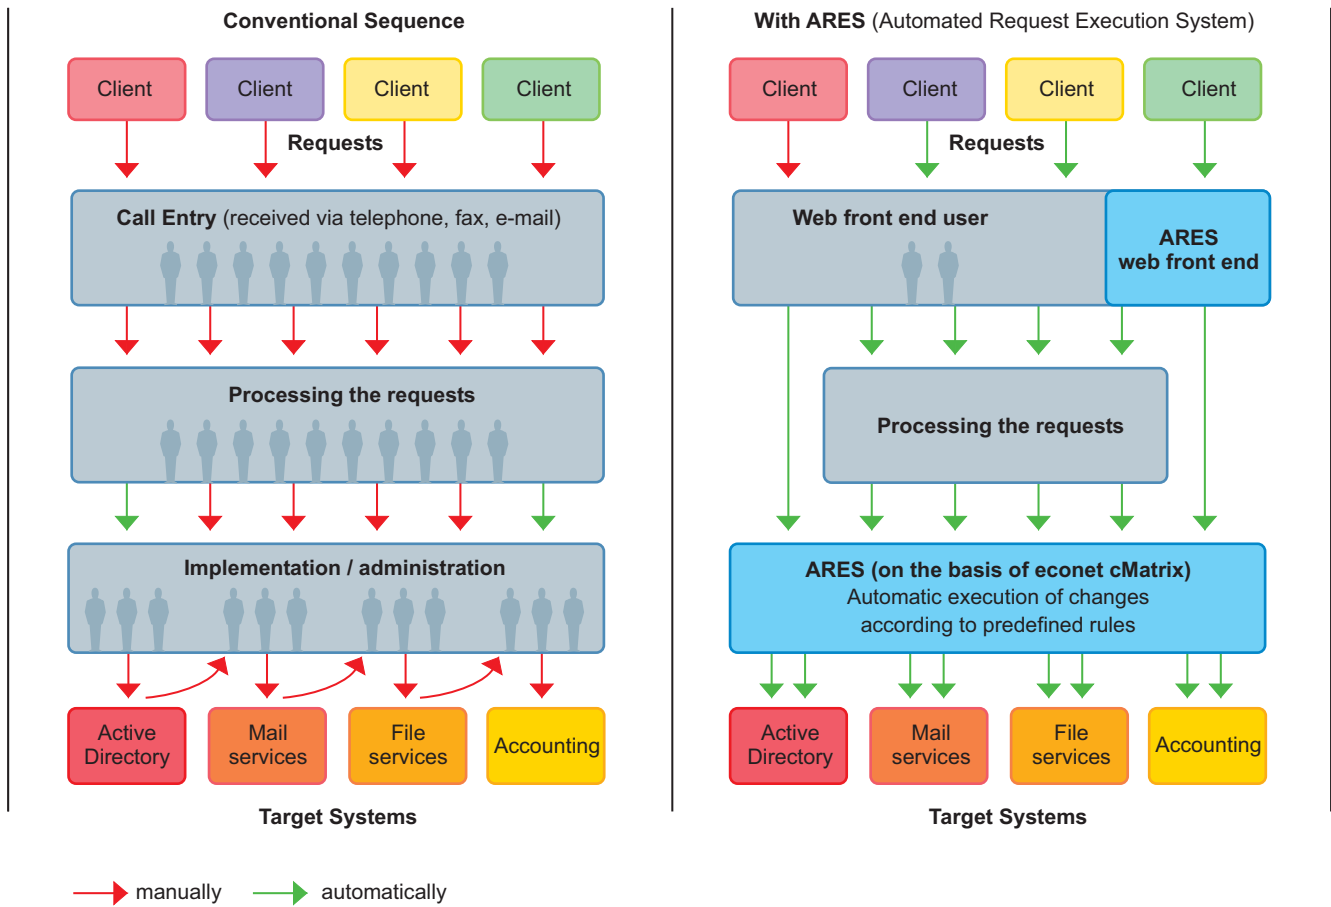 Conventional Sequence
Client
Client
Client
Client
Requests
Call Entry (received via telephone, fax, e-mail)
Processing the requests
Implementation / administration
Active
Directory
Mail
services
File
services
Accounting
Target Systems
With ARES (Automated Request Execution System)
Client
Client
Client
Client
Requests
Web front end user
ARES
web front end
Processing the requests
ARES (on the basis of econet cMatrix)
Automatic execution of changes
according to predefined rules
Active
Directory
Mail
services
File
services
Accounting
Target Systems
manually
automatically